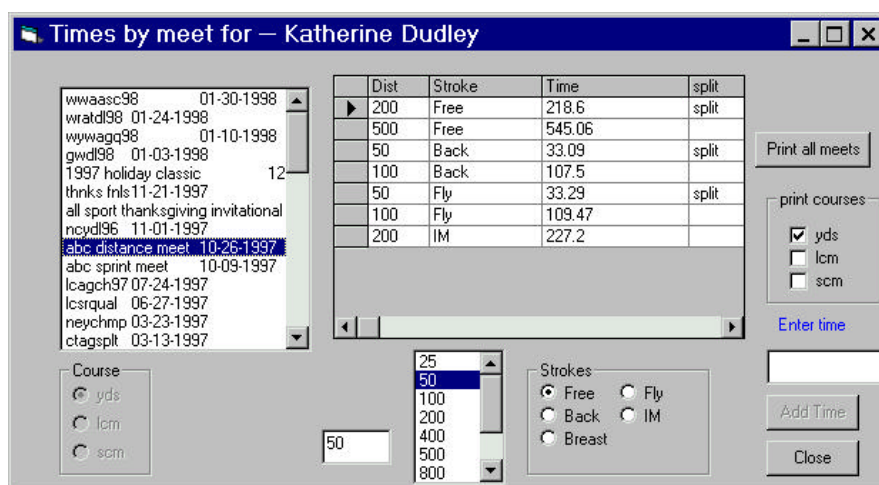 Times by meet for – Katherine Dudley
wwaasc98 01-30-1998
wratdl98 01-24-1998
wywagq98 01-10-1998
gwdl98 01-03-1998
1997 holiday classic 12
thnks fnls 11-21-1997
all sport thanksgiving invitational
ncydl96 11-01-1997
abc distance meet 10-26-1997
abc sprint meet 10-09-1997
lcagch97 07-24-1997
lcsrqual 06-27-1997
neychmp 03-23-1997
ctagsplt 03-13-1997
Dist Stroke Time split
200 Free 218.6 split
500 Free 545.06
50 Back 33.09 split
100 Back 107.5
50 Fly 33.29 split
100 Fly 109.47
200 IM 227.2
Print all meets
print courses
yds
lcm
scm
Enter time
Course
yds
lcm
scm
50
25
50
100
200
400
500
800
Strokes
Free Fly
Back IM
Breast
Add Time
Close